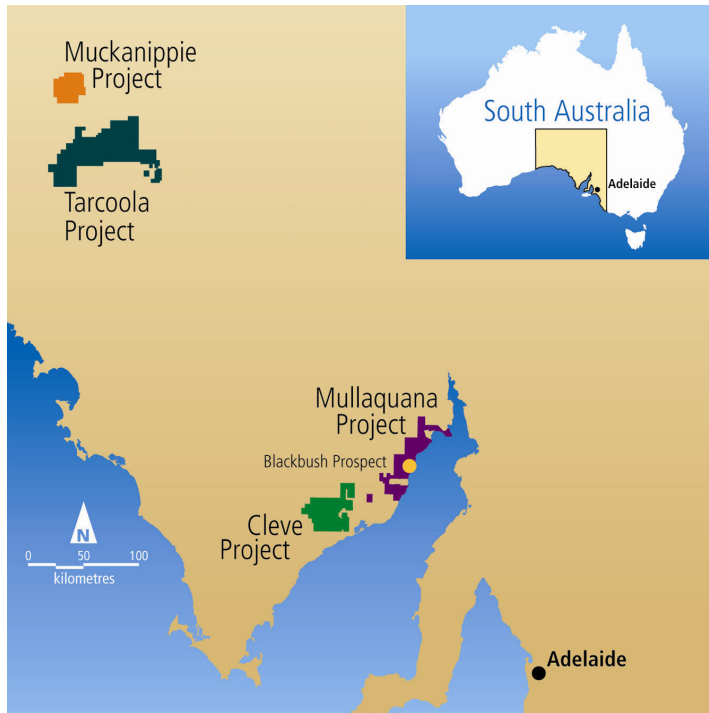 Muckanippie
Project
Tarcoola
Project
South Australia
Adelaide
Mullaquana
Project
Blackbush Prospect
Cleve
Project
N
0 50 100
kilometres
Adelaide